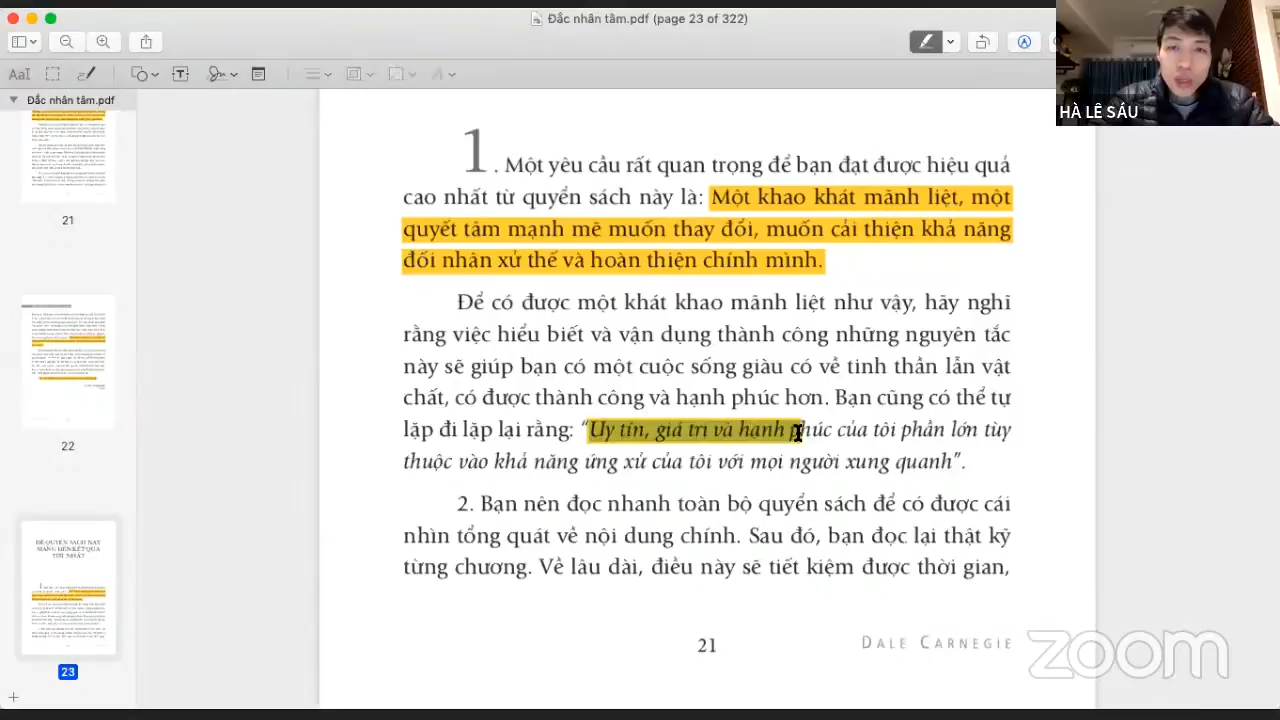 Đắc nhân tâm.pdf (page 23 of 322)
Đắc nhân tâm.pdf
HÀ LÊ SÁU
1. Một yêu cầu rất quan trọng để bạn đạt được hiệu quả
cao nhất từ quyển sách này là: Một khao khát mãnh liệt, một
quyết tâm mạnh mẽ muốn thay đổi, muốn cải thiện khả năng
đối nhân xử thế và hoàn thiện chính mình.
Để có được một khát khao mãnh liệt như vậy, hãy nghĩ
rằng việc hiểu biết và vận dụng thành công những nguyên tắc
này sẽ giúp bạn có một cuộc sống giàu có về tinh thần lẫn vật
chất, có được thành công và hạnh phúc hơn. Bạn cũng có thể tự
lặp đi lặp lại rằng: “Uy tín, giá trị và hạnh phúc của tôi phần lớn tùy
thuộc vào khả năng ứng xử của tôi với mọi người xung quanh”.
2. Bạn nên đọc nhanh toàn bộ quyển sách để có được cái
nhìn tổng quát về nội dung chính. Sau đó, bạn đọc lại thật kỹ
từng chương. Về lâu dài, điều này sẽ tiết kiệm được thời gian,
21
DALE CARNEGIE
zoom
21
22
ĐỂ QUYỂN SÁCH NÀY
MANG ĐẾN KẾT QUẢ
TỐT NHẤT
23